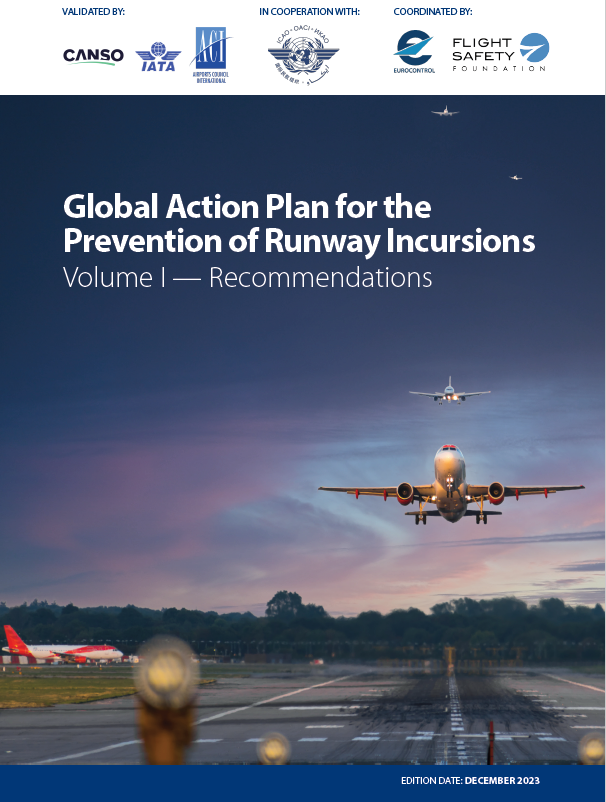 VALIDATED BY:
IN COOPERATION WITH:
COORDINATED BY:
CANSO
IATA
ACI
AIRPORTS COUNCIL
INTERNATIONAL
ICAO · OACI · ИКАО
EUROCONTROL
FLIGHT
SAFETY
FOUNDATION
Global Action Plan for the
Prevention of Runway Incursions
Volume I — Recommendations
EDITION DATE: DECEMBER 2023